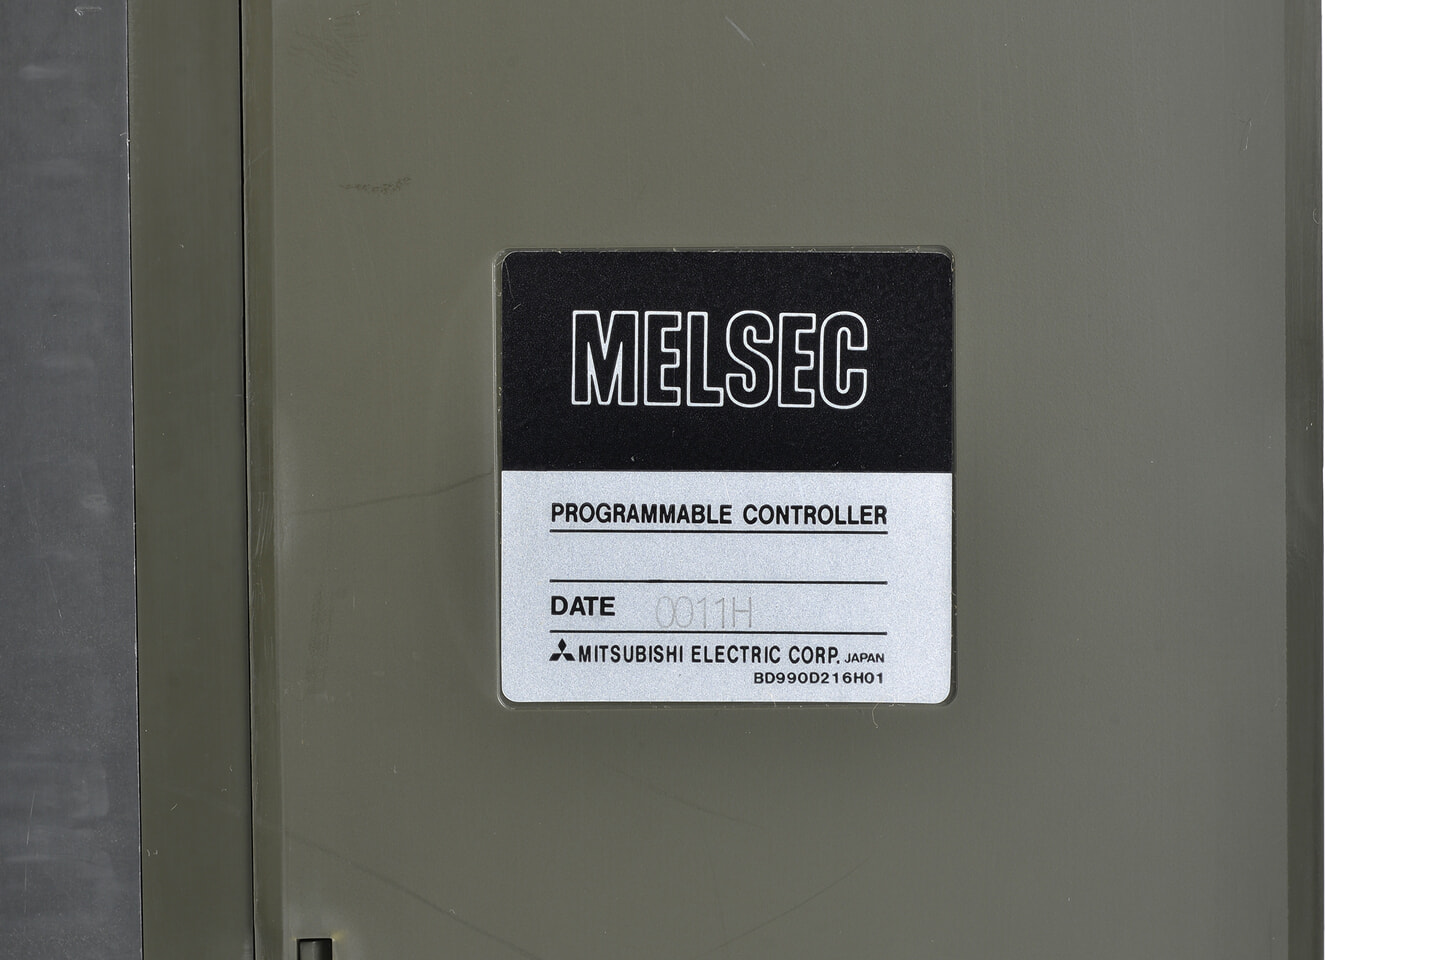 MELSEC
PROGRAMMABLE CONTROLLER
DATE 0011H
MITSUBISHI ELECTRIC CORP. JAPAN
BD990D216H01